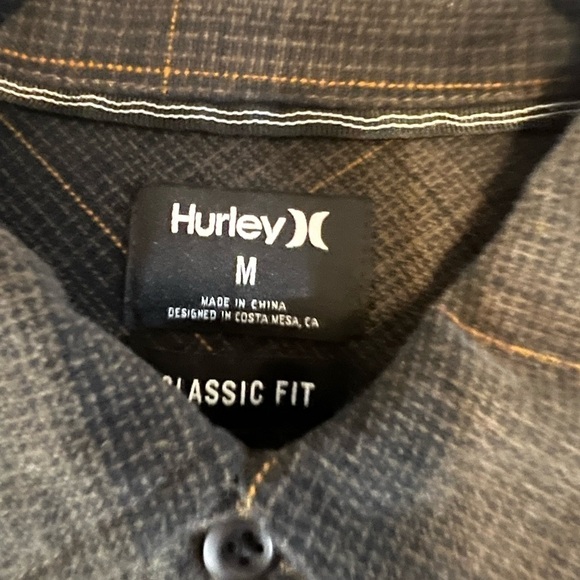 Hurley
M
MADE IN CHINA
DESIGNED IN COSTA MESA, CA
CLASSIC FIT